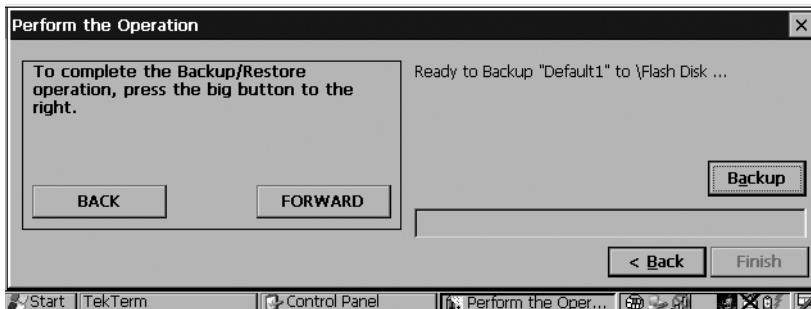 Perform the Operation
To complete the Backup/Restore
operation, press the big button to the
right.
BACK
FORWARD
Ready to Backup "Default1" to \Flash Disk ...
Backup
< Back
Finish
Start
TekTerm
Control Panel
Perform the Oper...